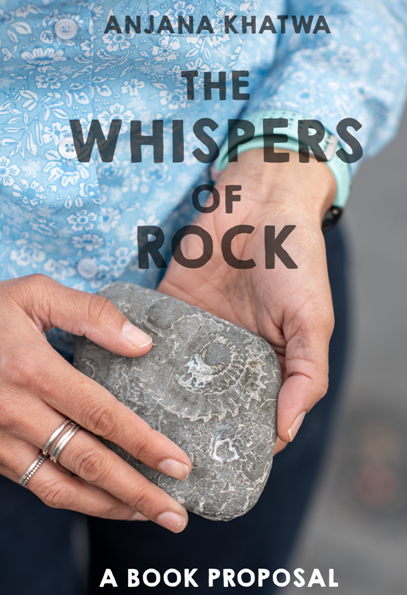 ANJANA KHATWA
THE
WHISPERS
OF
ROCK
A BOOK PROPOSAL